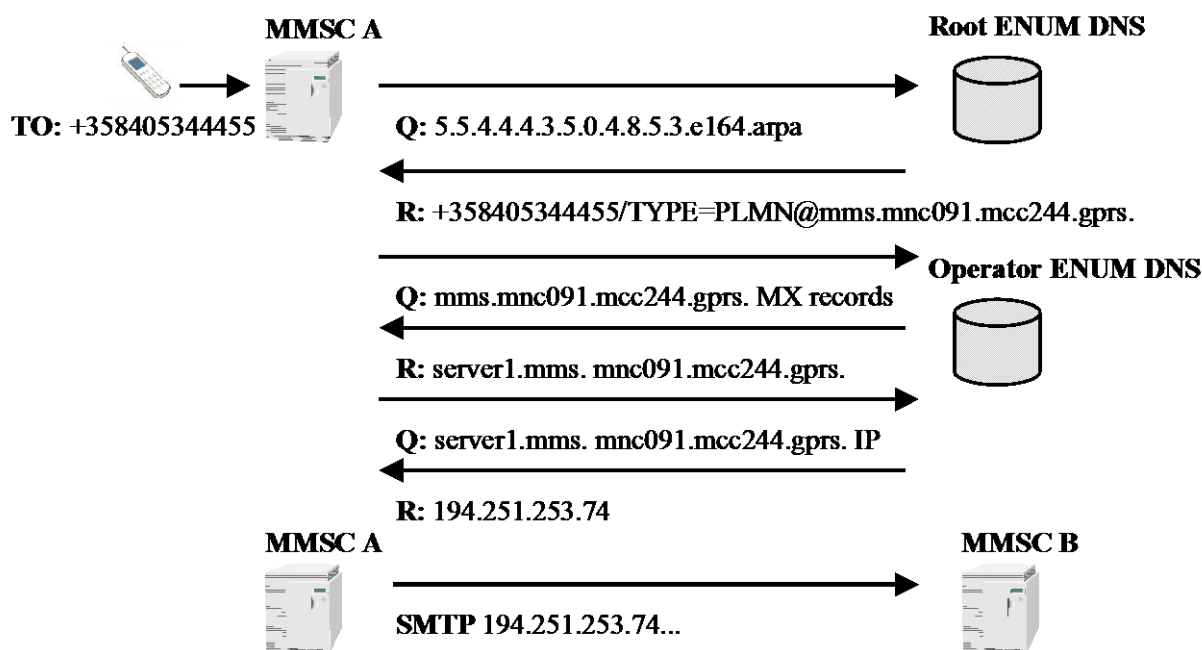 MMSC A
Root ENUM DNS
TO: +358405344455
Q: 5.5.4.4.4.3.5.0.4.8.5.3.e164.arpa
R: +358405344455/TYPE=PLMN@mms.mnc091.mcc244.gprs.
Operator ENUM DNS
Q: mms.mnc091.mcc244.gprs. MX records
R: server1.mms. mnc091.mcc244.gprs.
Q: server1.mms. mnc091.mcc244.gprs. IP
R: 194.251.253.74
MMSC A
MMSC B
SMTP 194.251.253.74...